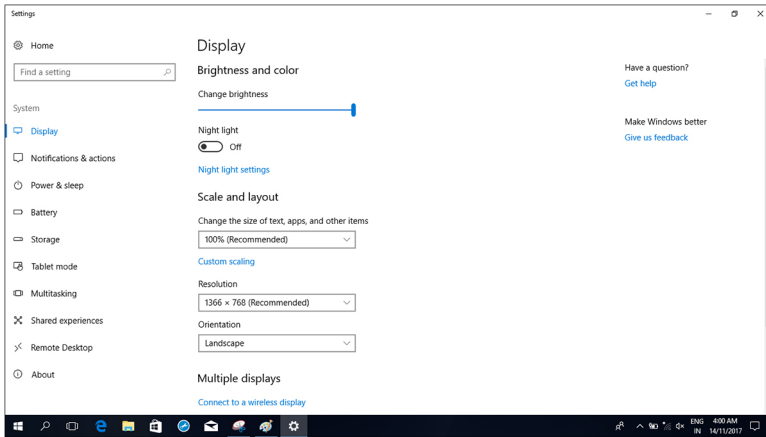 Settings
Home
Find a setting
System
Display
Notifications & actions
Power & sleep
Battery
Storage
Tablet mode
Multitasking
Shared experiences
Remote Desktop
About
Display
Brightness and color
Change brightness
Night light
Off
Night light settings
Scale and layout
Change the size of text, apps, and other items
100% (Recommended)
Custom scaling
Resolution
1366 × 768 (Recommended)
Orientation
Landscape
Multiple displays
Connect to a wireless display
Have a question?
Get help
Make Windows better
Give us feedback
ENG
IN
4:00 AM
14/11/2017